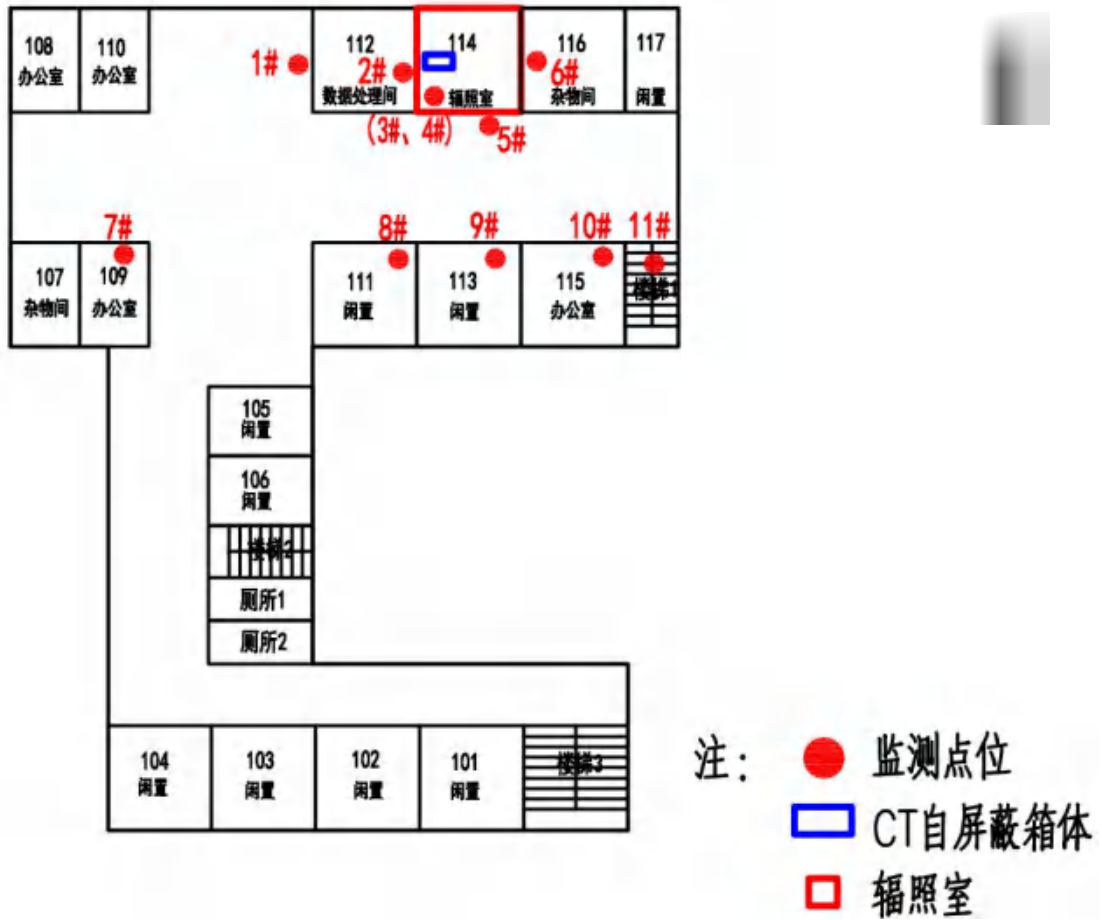 108
办公室
110
办公室
1#
112
数据处理间
2#
114
辐照室
(3#、4#)
5#
116
杂物间
6#
117
闲置
7#
8#
9#
10#
11#
107
杂物间
109
办公室
111
闲置
113
闲置
115
办公室
楼梯1
105
闲置
106
闲置
楼梯2
厕所1
厕所2
104
闲置
103
闲置
102
闲置
101
闲置
楼梯3
注:
监测点位
CT自屏蔽箱体
辐照室